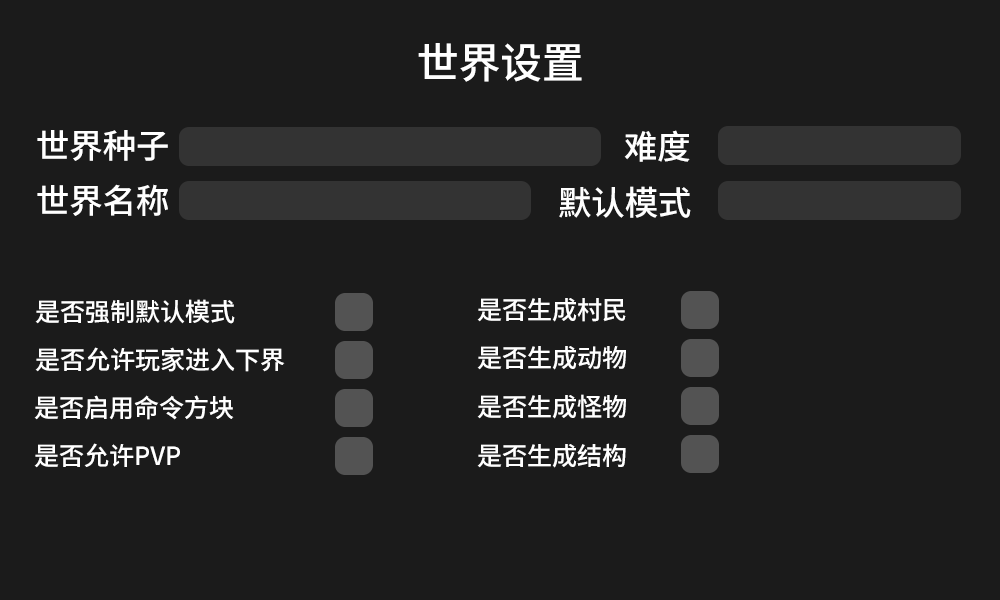 世界设置
世界种子
难度
世界名称
默认模式
是否强制默认模式
是否生成村民
是否允许玩家进入下界
是否生成动物
是否启用命令方块
是否生成怪物
是否允许PVP
是否生成结构